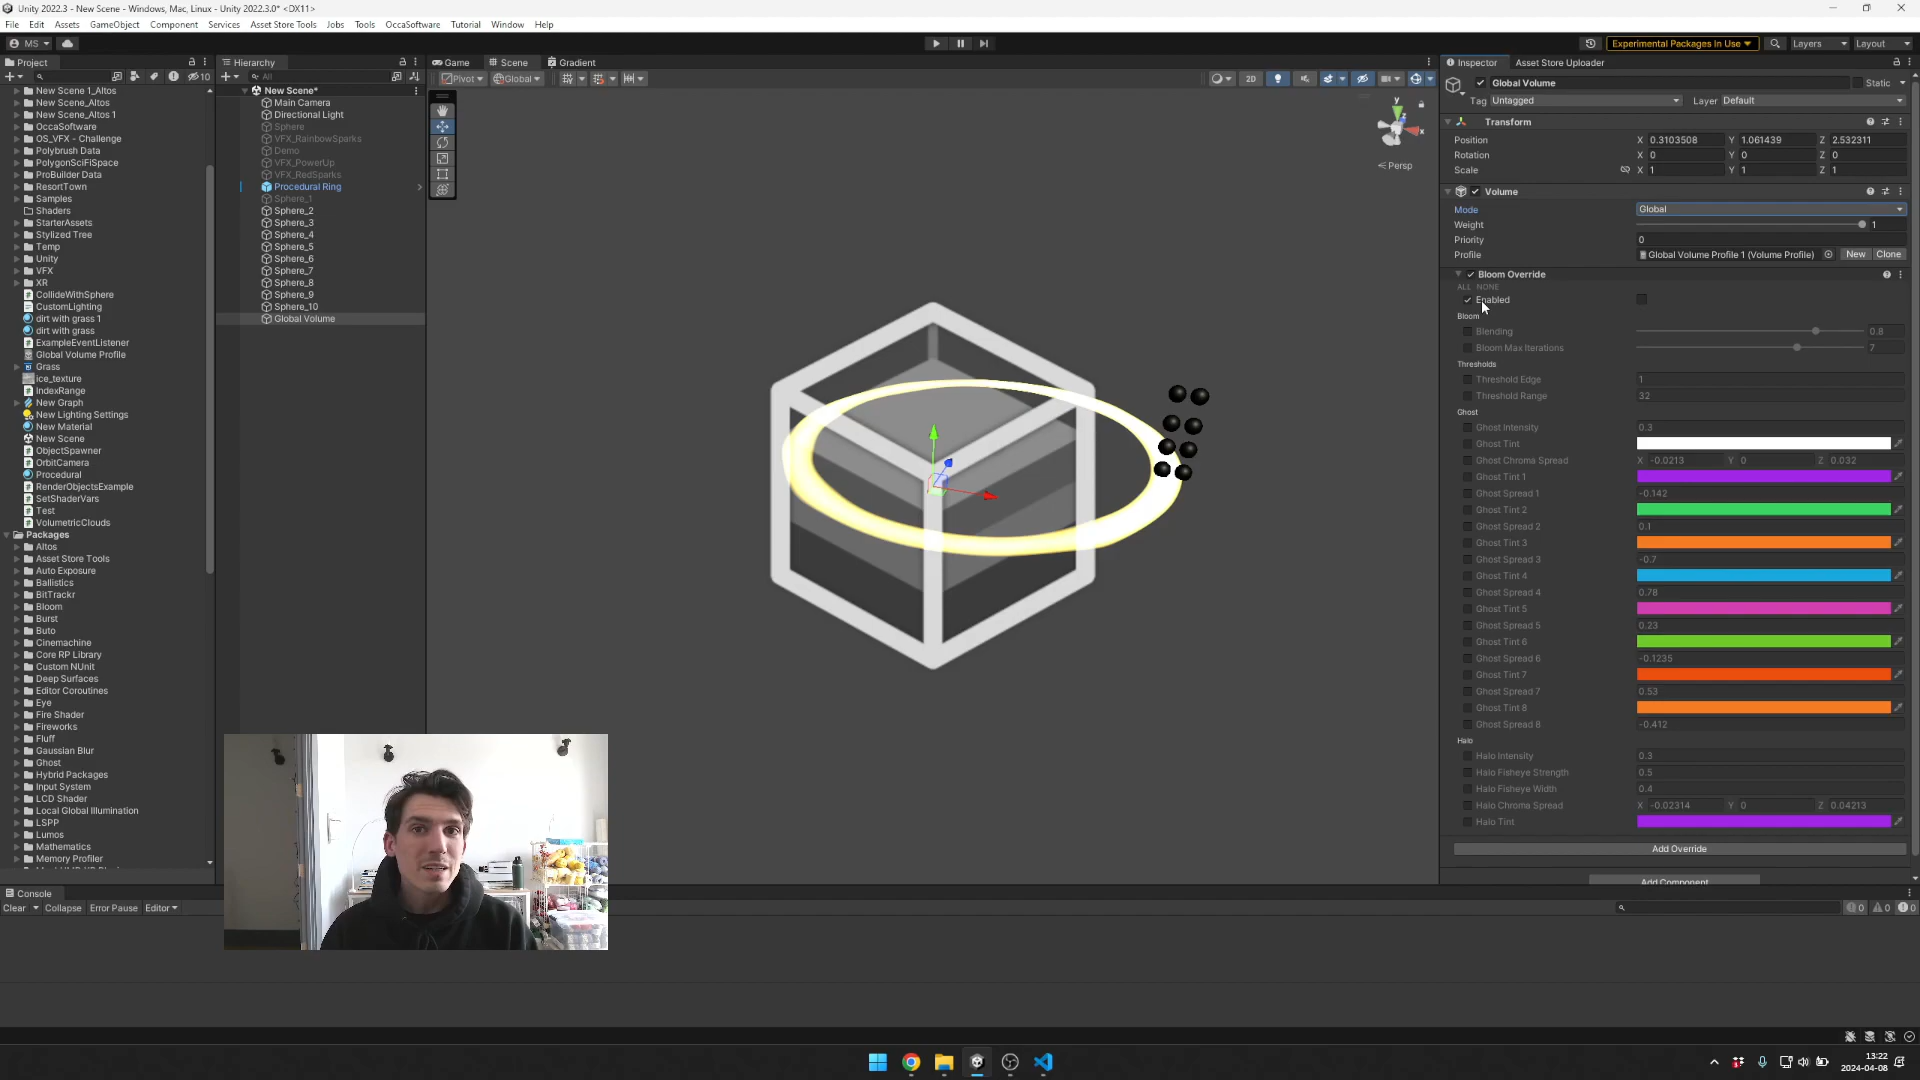 Unity 2022.3 - New Scene - Windows, Mac, Linux - Unity 2022.3.0* <DX11>
File Edit Assets GameObject Component Services Asset Store Tools Jobs Tools OccaSoftware Tutorial Window Help
MS
Experimental Packages In Use
Layers
Layout
Project
10
New Scene 1_Altos
New Scene_Altos
New Scene_Altos 1
OccaSoftware
OS_VFX - Challenge
Polybrush Data
PolygonSciFiSpace
ProBuilder Data
ResortTown
Samples
Shaders
StarterAssets
Stylized Tree
Temp
Unity
VFX
XR
CollideWithSphere
CustomLighting
dirt with grass 1
dirt with grass
ExampleEventListener
Global Volume Profile
Grass
ice_texture
IndexRange
New Graph
New Lighting Settings
New Material
New Scene
ObjectSpawner
OrbitCamera
Procedural
RenderObjectsExample
SetShaderVars
Test
VolumetricClouds
Packages
Altos
Asset Store Tools
Auto Exposure
Ballistics
BitTrackr
Bloom
Burst
Buto
Cinemachine
Core RP Library
Custom NUnit
Deep Surfaces
Editor Coroutines
Eye
Fire Shader
Fireworks
Fluff
Gaussian Blur
Ghost
Hybrid Packages
Input System
LCD Shader
Local Global Illumination
LSPP
Lumos
Mathematics
Memory Profiler
Hierarchy
All
New Scene*
Main Camera
Directional Light
Sphere
VFX_RainbowSparks
Demo
VFX_PowerUp
VFX_RedSparks
Procedural Ring
Sphere_1
Sphere_2
Sphere_3
Sphere_4
Sphere_5
Sphere_6
Sphere_7
Sphere_8
Sphere_9
Sphere_10
Global Volume
Game Scene Gradient
Pivot Global
2D
y
x
Persp
Inspector Asset Store Uploader
Global Volume Static
Tag Untagged Layer Default
Transform
Position X 0.3103508 Y 1.061439 Z 2.532311
Rotation X 0 Y 0 Z 0
Scale X 1 Y 1 Z 1
Volume
Mode Global
Weight 1
Priority 0
Profile Global Volume Profile 1 (Volume Profile) New Clone
Bloom Override
ALL NONE
Enabled
Bloom
Blending 0.8
Bloom Max Iterations 7
Thresholds
Threshold Edge 1
Threshold Range 32
Ghost
Ghost Intensity 0.3
Ghost Tint
Ghost Chroma Spread X -0.0213 Y 0 Z 0.032
Ghost Tint 1
Ghost Spread 1 -0.142
Ghost Tint 2
Ghost Spread 2 0.1
Ghost Tint 3
Ghost Spread 3 -0.7
Ghost Tint 4
Ghost Spread 4 0.78
Ghost Tint 5
Ghost Spread 5 0.23
Ghost Tint 6
Ghost Spread 6 -0.1235
Ghost Tint 7
Ghost Spread 7 0.53
Ghost Tint 8
Ghost Spread 8 -0.412
Halo
Halo Intensity 0.3
Halo Fisheye Strength 0.5
Halo Fisheye Width 0.4
Halo Chroma Spread X -0.02314 Y 0 Z 0.04213
Halo Tint
Add Override
Add Component
Console
Clear Collapse Error Pause Editor
0 0 0
13:22
2024-04-08